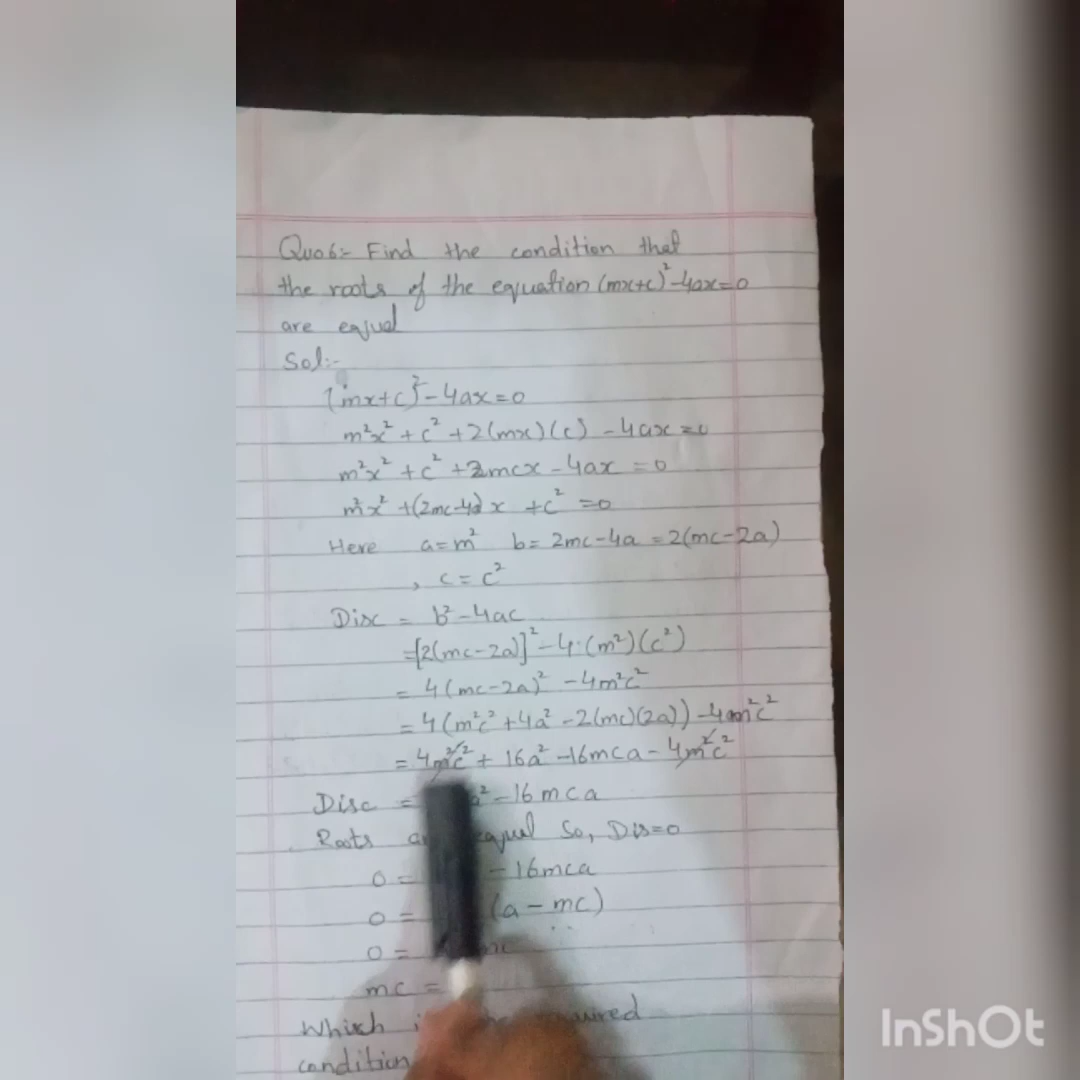 Quo6:- Find the condition that
the roots of the equation (mx+c)²-4ax=0
are equal
Sol:-
(mx+c)²-4ax=0
m²x²+c²+2(mx)(c)-4ax=0
m²x²+c²+2mcx-4ax=0
m²x²+(2mc-4a)x+c²=0
Here a=m² b=2mc-4a=2(mc-2a)
, c=c²
Disc = b²-4ac
=[2(mc-2a)]²-4·(m²)(c²)
= 4(mc-2a)²-4m²c²
= 4(m²c²+4a²-2(mc)(2a))-4m²c²
= 4m²c²+16a²-16mca-4m²c²
Disc = a²-16mca
Roots equal So, Dis=0
0 = -16mca
0 = (a-mc)
0 =
mc =
Which required
condition
InShOt